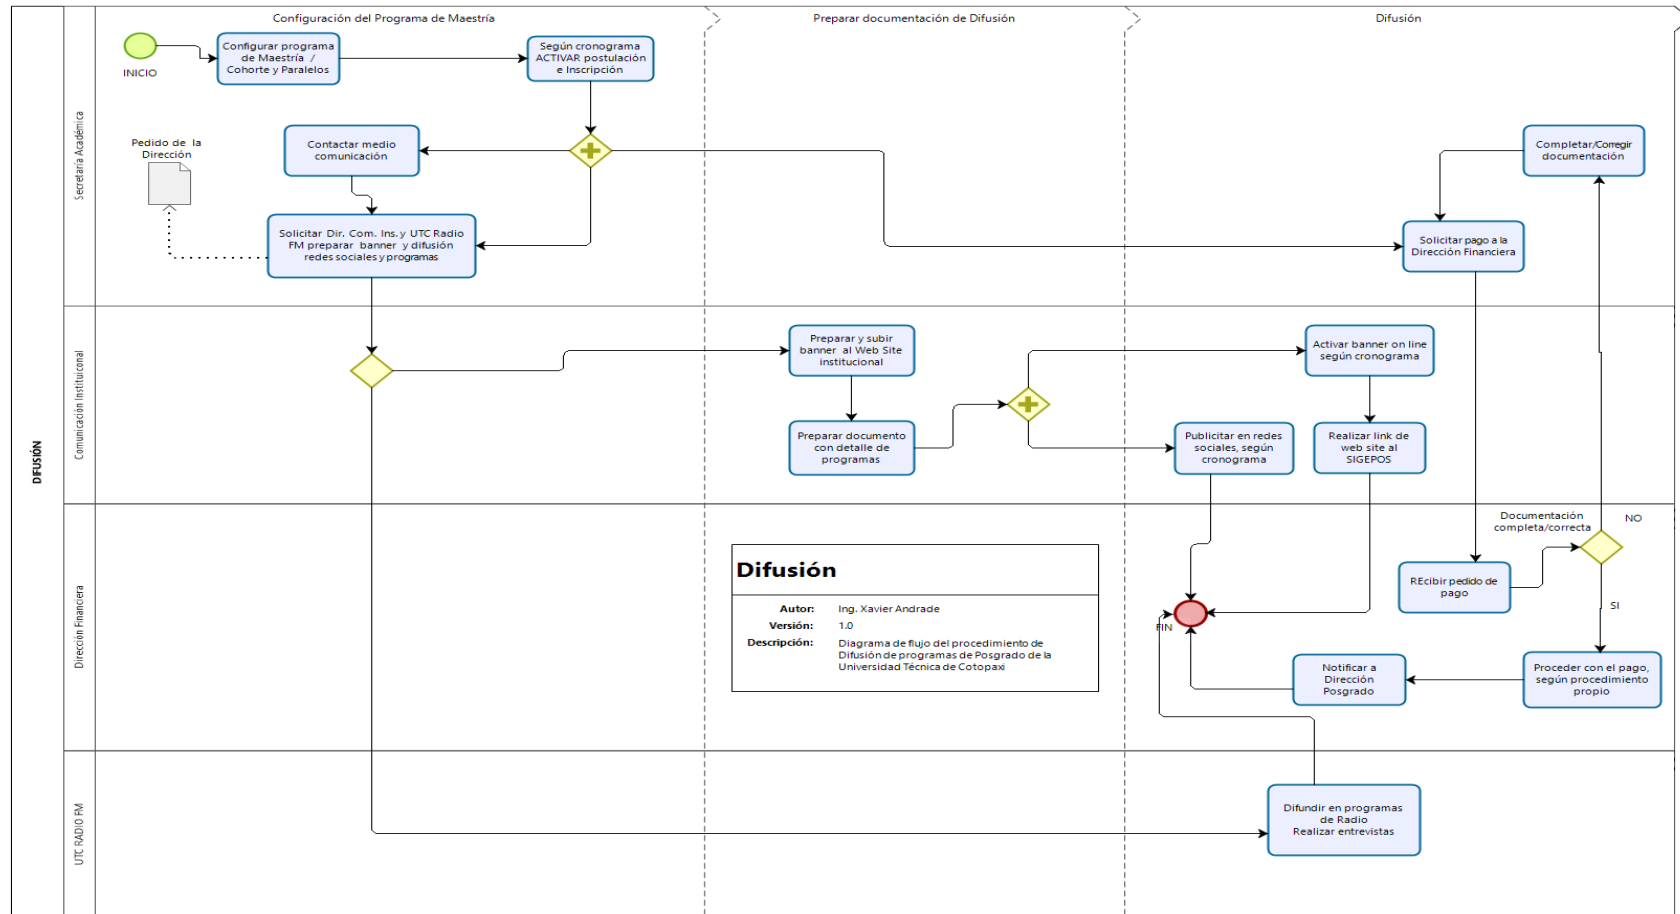 Configuración del Programa de Maestría
Preparar documentación de Difusión
Difusión
DIFUSIÓN
Secretaría Académica
INICIO
Configurar programa
de Maestría /
Cohorte y Paralelos
Según cronograma
ACTIVAR postulación
e Inscripción
Pedido de la
Dirección
Contactar medio
comunicación
Completar/Corregir
documentación
Solicitar Dir. Com. Ins. y UTC Radio
FM preparar banner y difusión
redes sociales y programas
Solicitar pago a la
Dirección Financiera
Comunicación Instituiconal
Preparar y subir
banner al Web Site
institucional
Activar banner on line
según cronograma
Preparar documento
con detalle de
programas
Publicitar en redes
sociales, según
cronograma
Realizar link de
web site al
SIGEPOS
Dirección Financiera
Documentación
completa/correcta
NO
SI
REcibir pedido de
pago
FIN
Difusión
Autor: Ing. Xavier Andrade
Versión: 1.0
Descripción: Diagrama de flujo del procedimiento de
Difusión de programas de Posgrado de la
Universidad Técnica de Cotopaxi
Notificar a
Dirección
Posgrado
Proceder con el pago,
según procedimiento
propio
UTC RADIO FM
Difundir en programas
de Radio
Realizar entrevistas